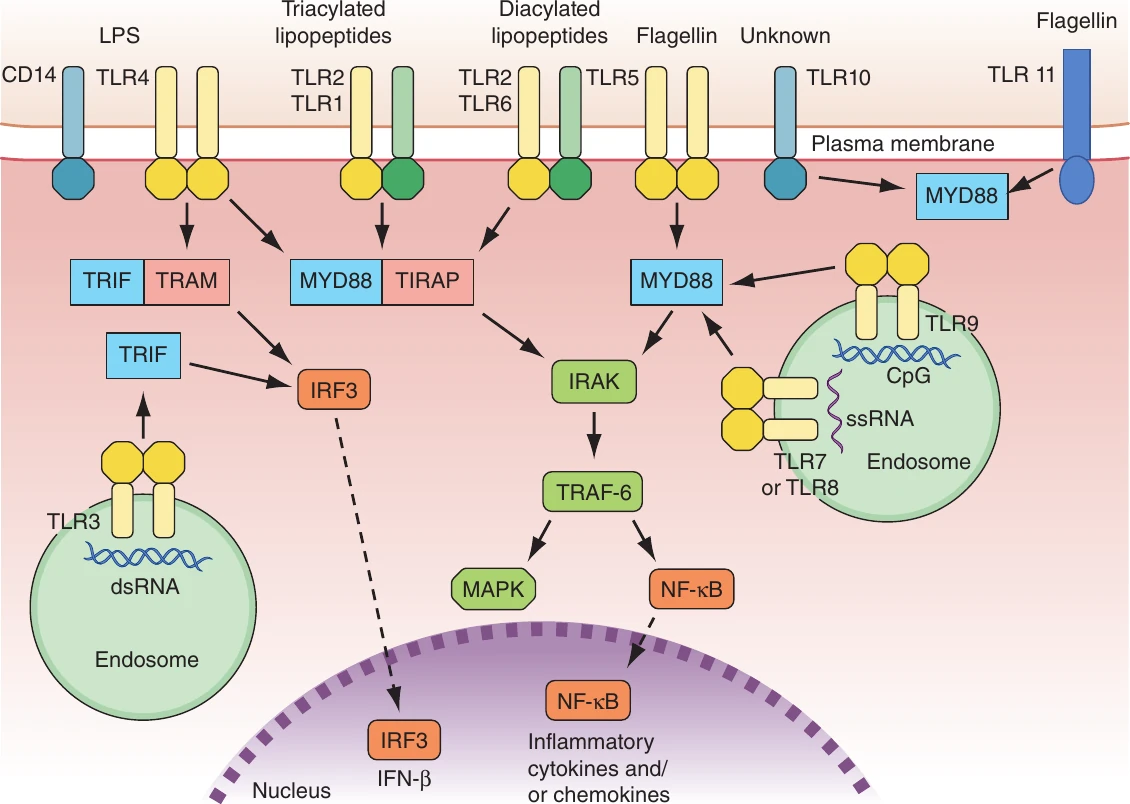 LPS
Triacylated
lipopeptides
Diacylated
lipopeptides
Flagellin
Unknown
Flagellin
CD14
TLR4
TLR2
TLR1
TLR2
TLR6
TLR5
TLR10
TLR 11
Plasma membrane
MYD88
TRIF
TRAM
MYD88
TIRAP
MYD88
TLR9
CpG
TRIF
IRF3
IRAK
ssRNA
TLR7
or TLR8
Endosome
TRAF-6
TLR3
dsRNA
Endosome
MAPK
NF-κB
NF-κB
IRF3
IFN-β
Inflammatory
cytokines and/
or chemokines
Nucleus